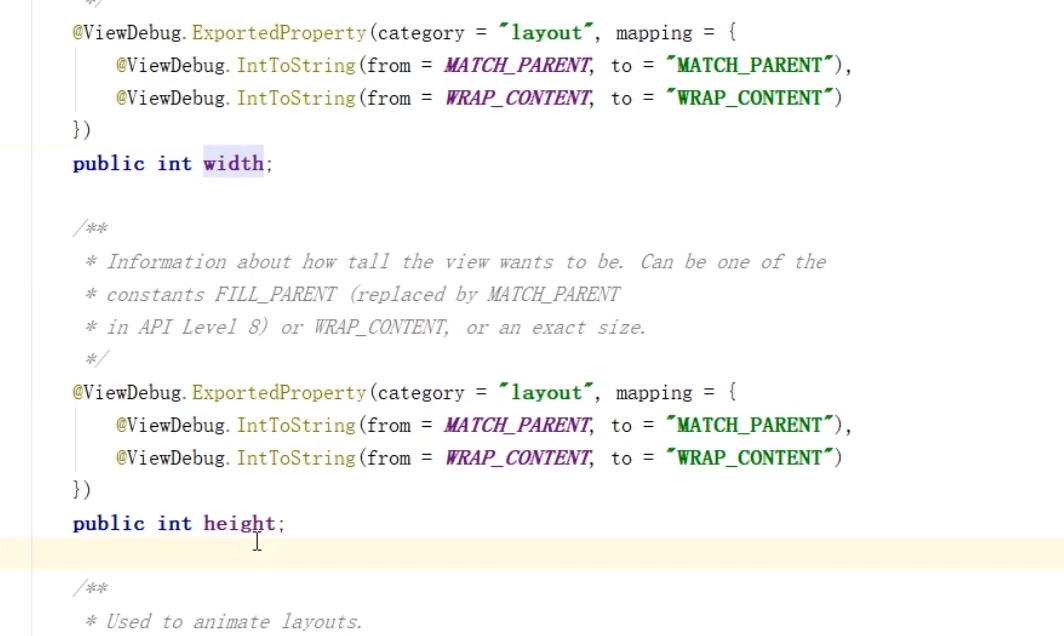 */
@ViewDebug.ExportedProperty(category = "layout", mapping = {
@ViewDebug.IntToString(from = MATCH_PARENT, to = "MATCH_PARENT"),
@ViewDebug.IntToString(from = WRAP_CONTENT, to = "WRAP_CONTENT")
})
public int width;
/**
* Information about how tall the view wants to be. Can be one of the
* constants FILL_PARENT (replaced by MATCH_PARENT
* in API Level 8) or WRAP_CONTENT, or an exact size.
*/
@ViewDebug.ExportedProperty(category = "layout", mapping = {
@ViewDebug.IntToString(from = MATCH_PARENT, to = "MATCH_PARENT"),
@ViewDebug.IntToString(from = WRAP_CONTENT, to = "WRAP_CONTENT")
})
public int height;
/**
* Used to animate layouts.